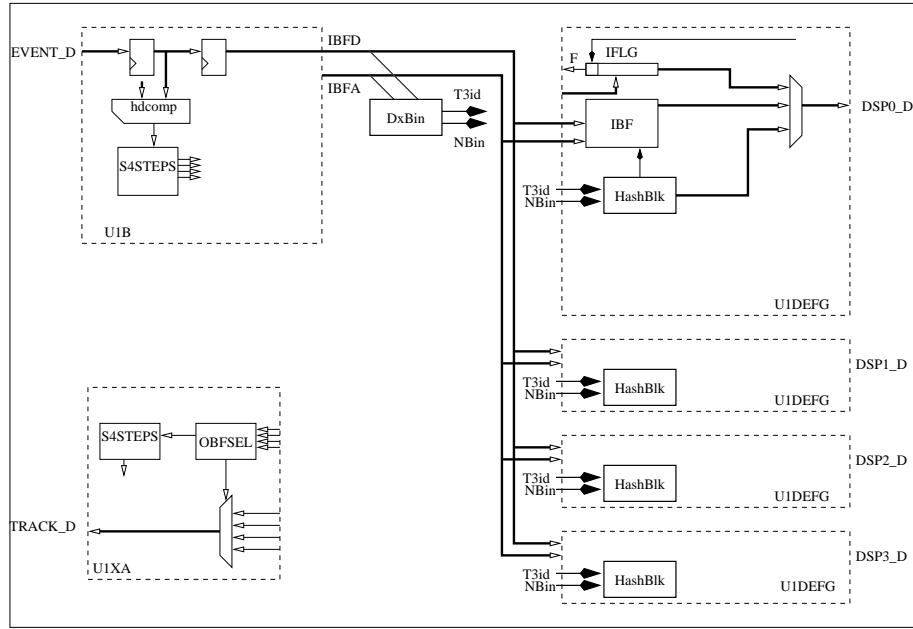 EVENT_D
hdcomp
S4STEPS
U1B
IBFD
IBFA
DxBin
T3id
NBin
F
IFLG
IBF
T3id
NBin
HashBlk
DSP0_D
U1DEFG
T3id
NBin
HashBlk
DSP1_D
U1DEFG
T3id
NBin
HashBlk
DSP2_D
U1DEFG
T3id
NBin
HashBlk
DSP3_D
U1DEFG
S4STEPS
OBFSEL
TRACK_D
U1XA